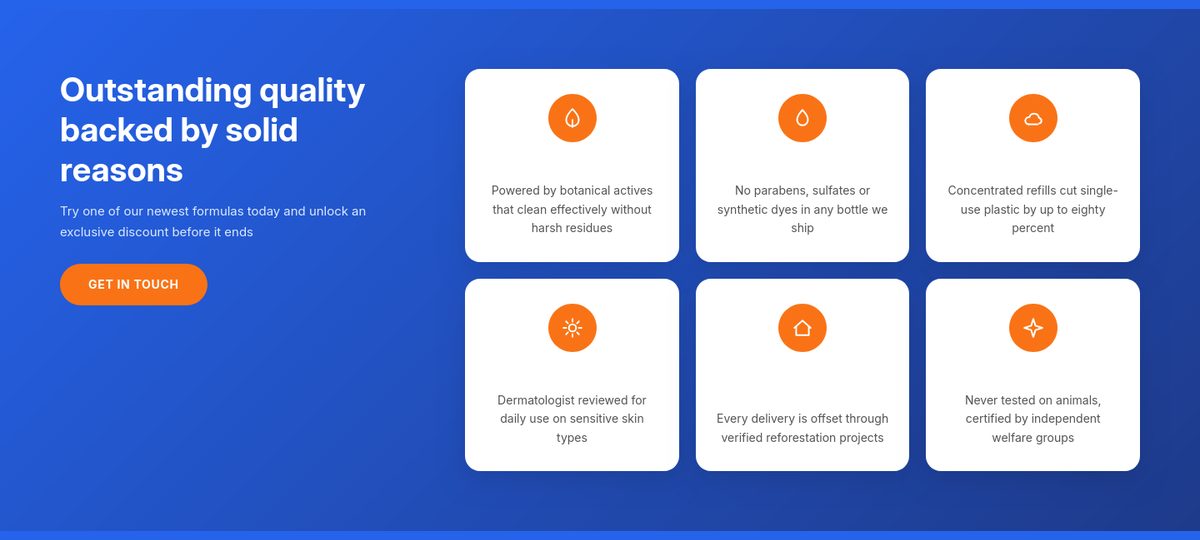 Outstanding quality
backed by solid
reasons
Try one of our newest formulas today and unlock an
exclusive discount before it ends
GET IN TOUCH
Powered by botanical actives
that clean effectively without
harsh residues
No parabens, sulfates or
synthetic dyes in any bottle we
ship
Concentrated refills cut single-
use plastic by up to eighty
percent
Dermatologist reviewed for
daily use on sensitive skin
types
Every delivery is offset through
verified reforestation projects
Never tested on animals,
certified by independent
welfare groups